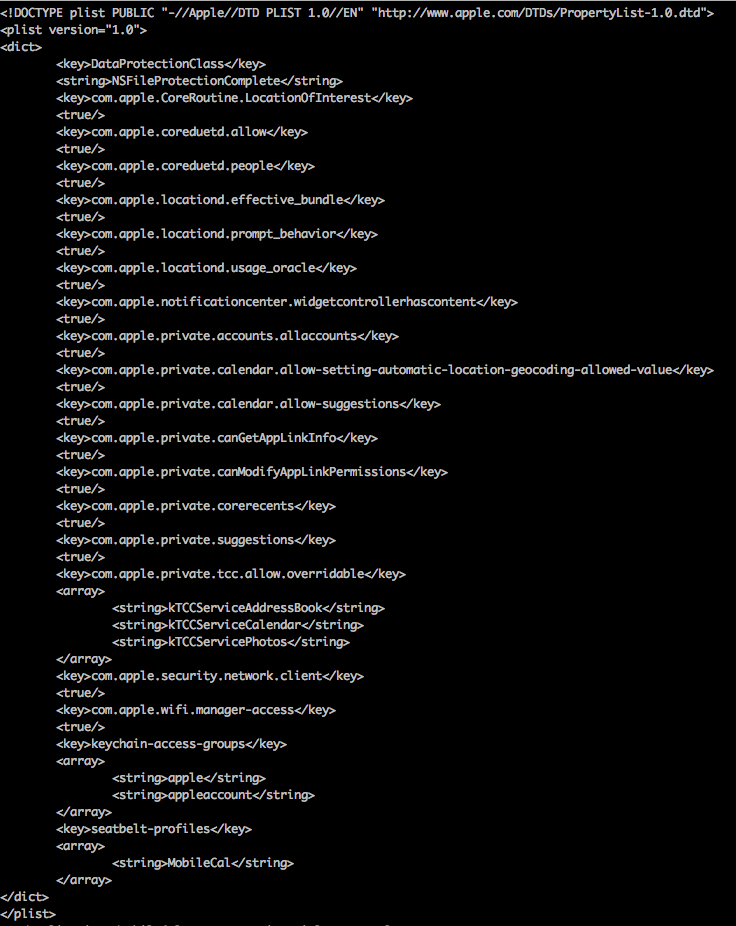 <!DOCTYPE plist PUBLIC "-//Apple//DTD PLIST 1.0//EN" "http://www.apple.com/DTDs/PropertyList-1.0.dtd">
<plist version="1.0">
<dict>
<key>DataProtectionClass</key>
<string>NSFileProtectionComplete</string>
<key>com.apple.CoreRoutine.LocationOfInterest</key>
<true/>
<key>com.apple.coreduetd.allow</key>
<true/>
<key>com.apple.coreduetd.people</key>
<true/>
<key>com.apple.locationd.effective_bundle</key>
<true/>
<key>com.apple.locationd.prompt_behavior</key>
<true/>
<key>com.apple.locationd.usage_oracle</key>
<true/>
<key>com.apple.notificationcenter.widgetcontrollerhascontent</key>
<true/>
<key>com.apple.private.accounts.allaccounts</key>
<true/>
<key>com.apple.private.calendar.allow-setting-automatic-location-geocoding-allowed-value</key>
<true/>
<key>com.apple.private.calendar.allow-suggestions</key>
<true/>
<key>com.apple.private.canGetAppLinkInfo</key>
<true/>
<key>com.apple.private.canModifyAppLinkPermissions</key>
<true/>
<key>com.apple.private.corerecents</key>
<true/>
<key>com.apple.private.suggestions</key>
<true/>
<key>com.apple.private.tcc.allow.overridable</key>
<array>
<string>kTCCServiceAddressBook</string>
<string>kTCCServiceCalendar</string>
<string>kTCCServicePhotos</string>
</array>
<key>com.apple.security.network.client</key>
<true/>
<key>com.apple.wifi.manager-access</key>
<true/>
<key>keychain-access-groups</key>
<array>
<string>apple</string>
<string>appleaccount</string>
</array>
<key>seatbelt-profiles</key>
<array>
<string>MobileCal</string>
</array>
</dict>
</plist>